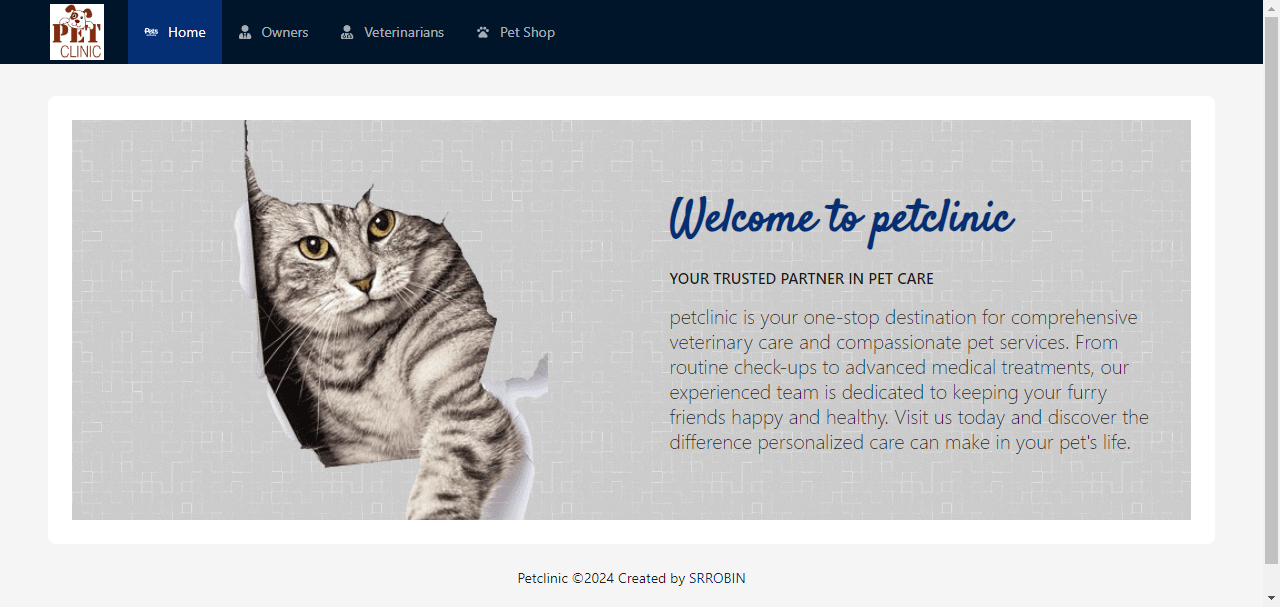 PET
CLINIC
Pets
Home
Owners
Veterinarians
Pet Shop
Welcome to petclinic
YOUR TRUSTED PARTNER IN PET CARE
petclinic is your one-stop destination for comprehensive
veterinary care and compassionate pet services. From
routine check-ups to advanced medical treatments, our
experienced team is dedicated to keeping your furry
friends happy and healthy. Visit us today and discover the
difference personalized care can make in your pet's life.
Petclinic ©2024 Created by SRROBIN